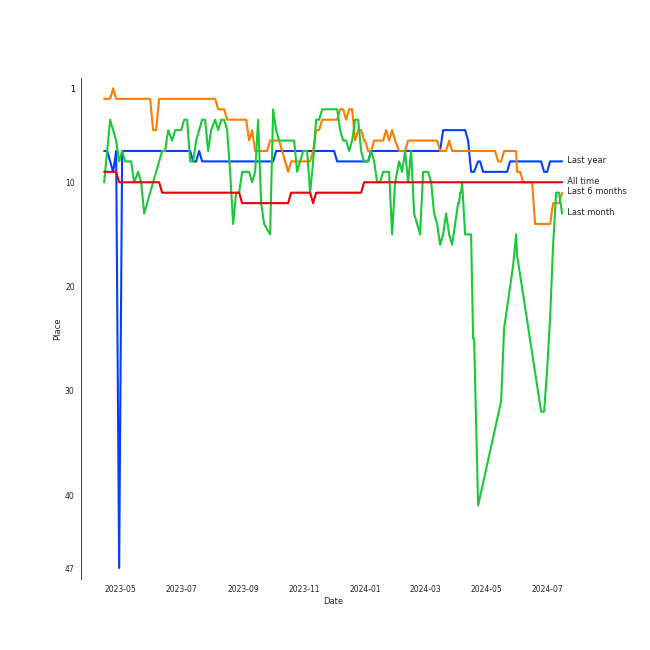 1
10
20
30
40
47
Place
2023-05
2023-07
2023-09
2023-11
2024-01
2024-03
2024-05
2024-07
Date
Last year
All time
Last 6 months
Last month